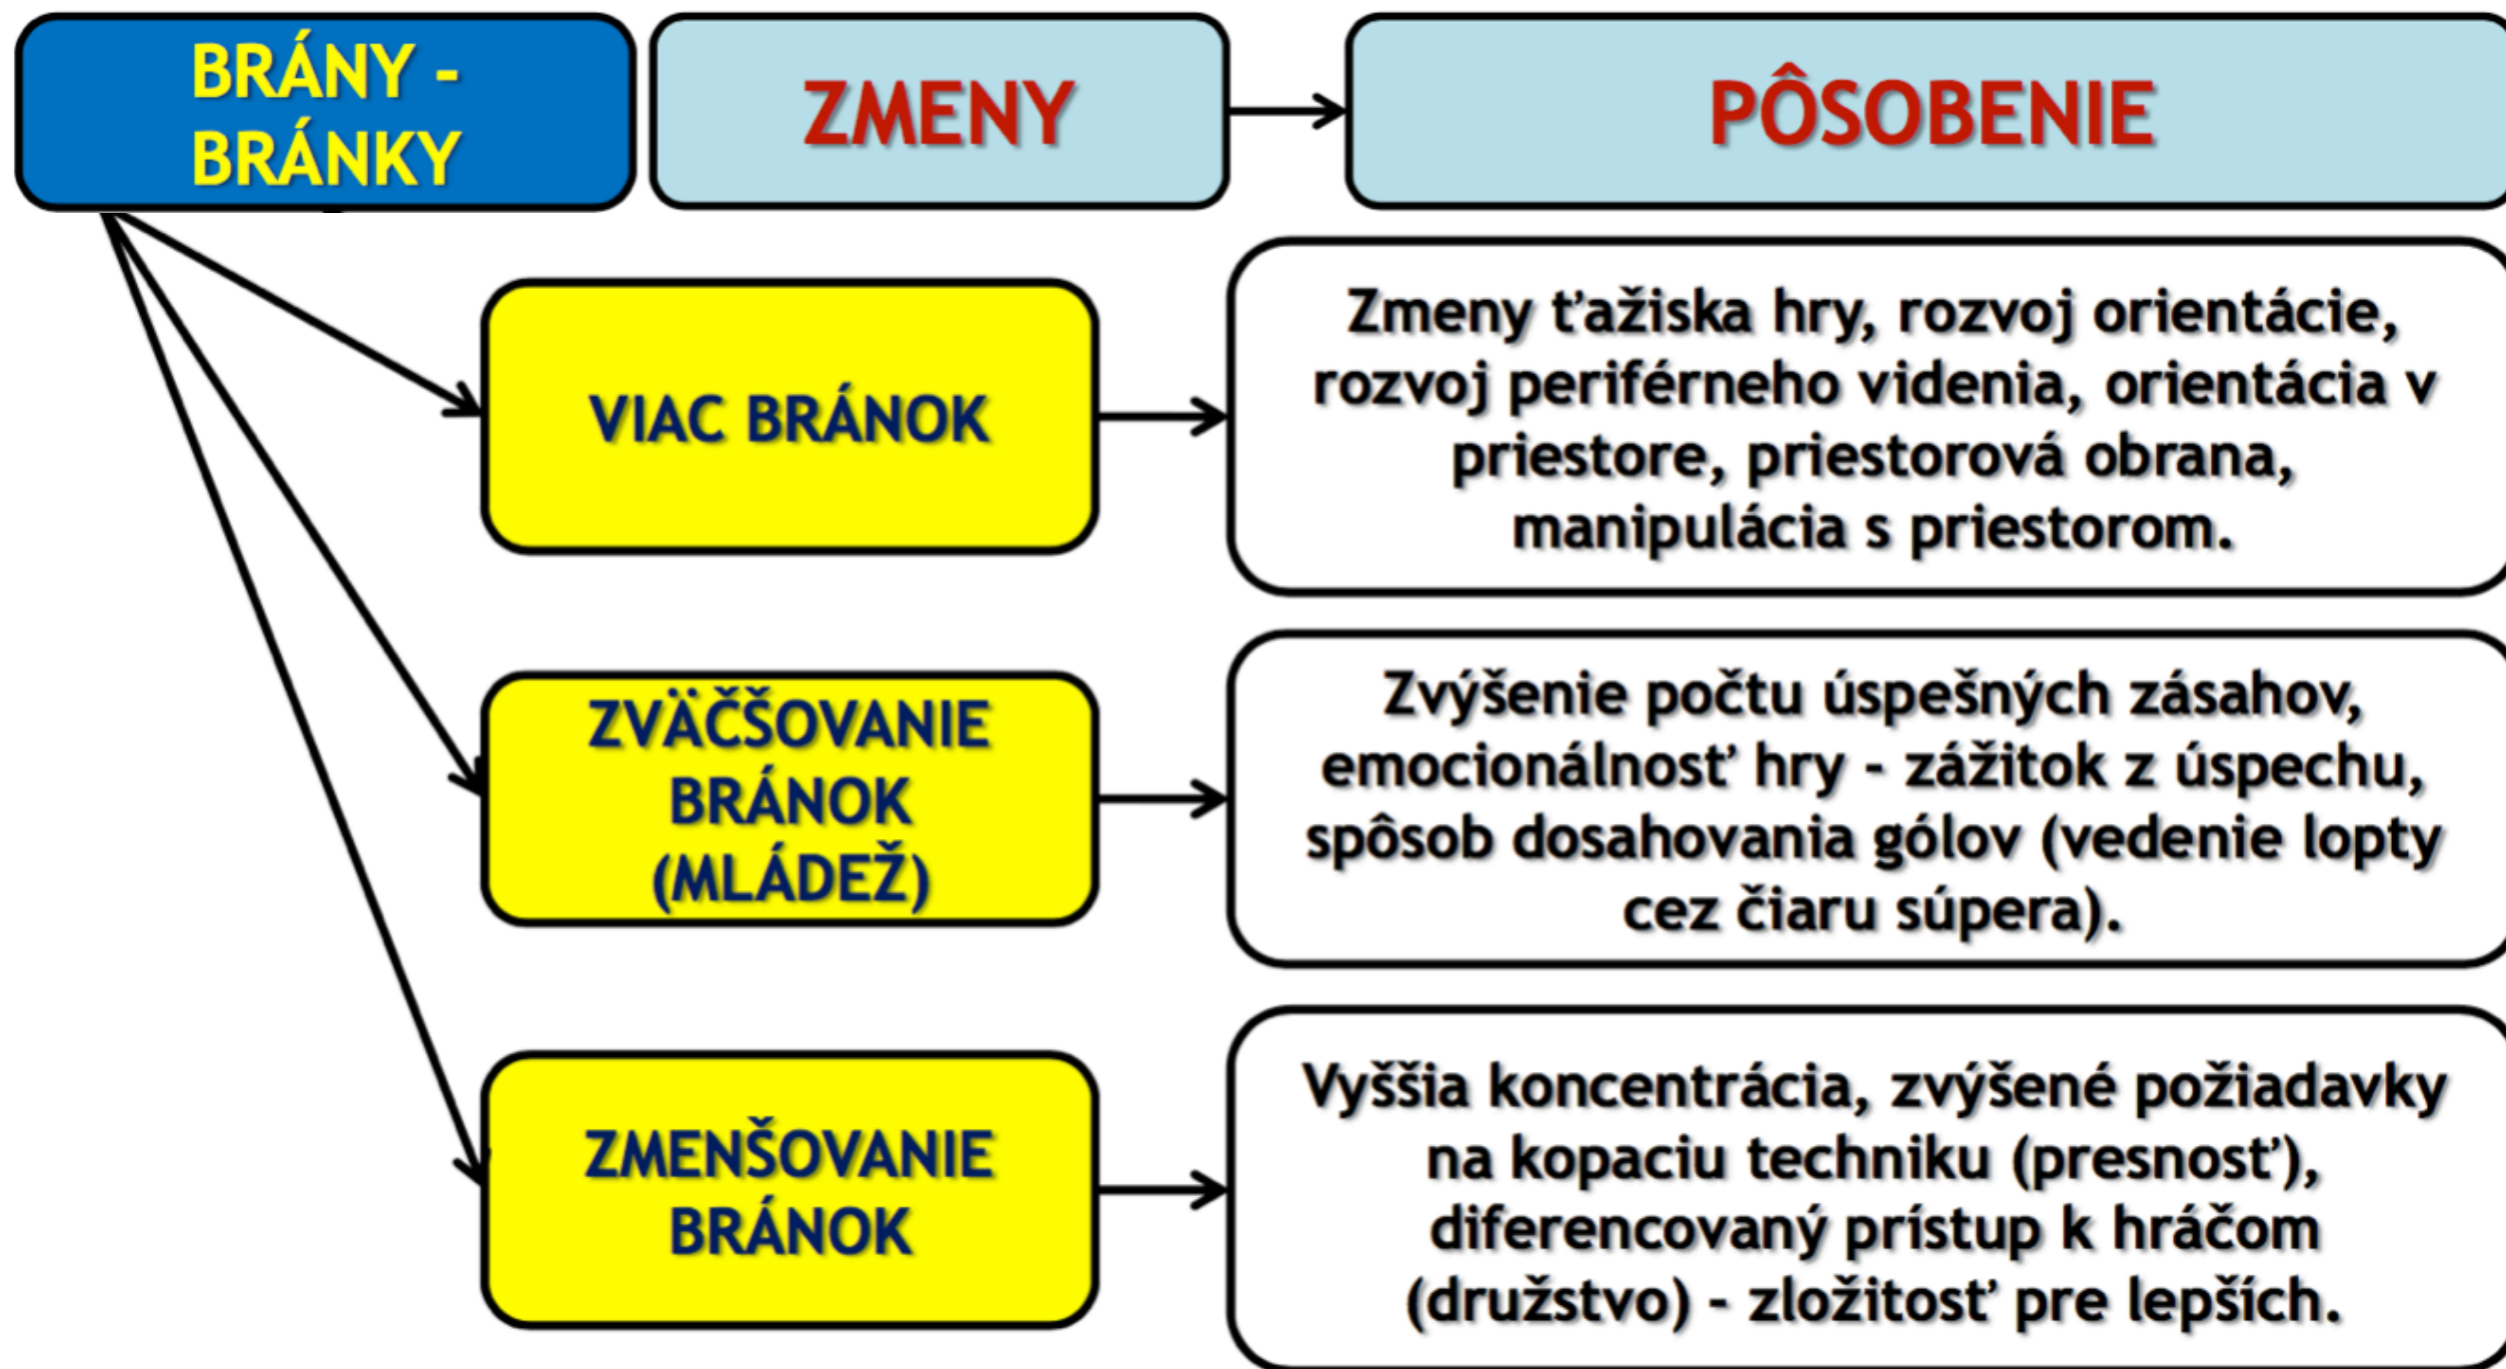 BRÁNY -
BRÁNKY
ZMENY
PÔSOBENIE
VIAC BRÁNOK
Zmeny ťažiska hry, rozvoj orientácie,
rozvoj periférneho videnia, orientácia v
priestore, priestorová obrana,
manipulácia s priestorom.
ZVÄČŠOVANIE
BRÁNOK
(MLÁDEŽ)
Zvýšenie počtu úspešných zásahov,
emocionálnosť hry - zážitok z úspechu,
spôsob dosahovania gólov (vedenie lopty
cez čiaru súpera).
ZMENŠOVANIE
BRÁNOK
Vyššia koncentrácia, zvýšené požiadavky
na kopaciu techniku (presnosť),
diferencovaný prístup k hráčom
(družstvo) - zložitosť pre lepších.